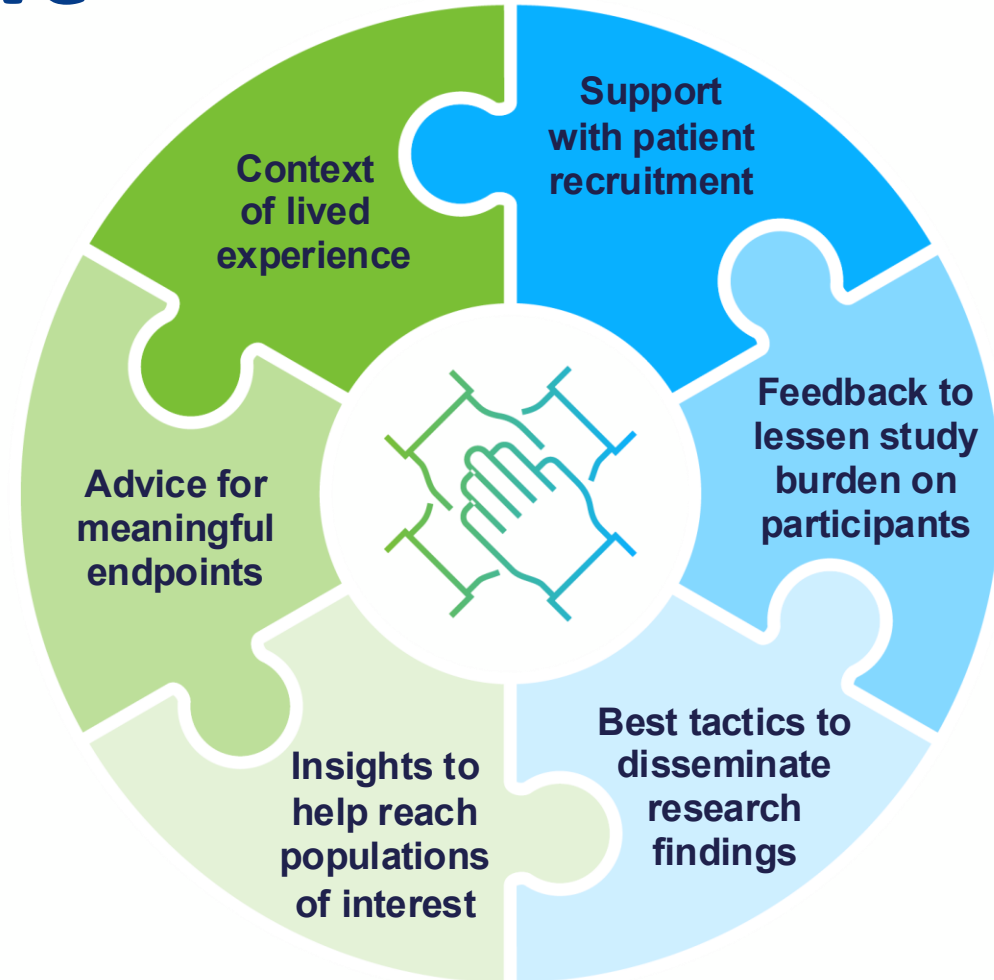 Support
with patient
recruitment
Feedback to
lessen study
burden on
participants
Best tactics to
disseminate
research
findings
Insights to
help reach
populations
of interest
Advice for
meaningful
endpoints
Context
of lived
experience